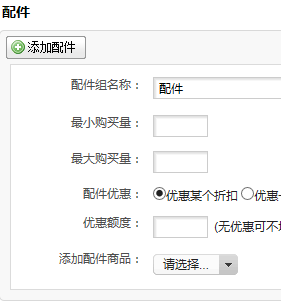 配件
添加配件
配件组名称： 配件
最小购买量：
最大购买量：
配件优惠： 优惠某个折扣 优惠
优惠额度： (无优惠可不
添加配件商品： 请选择...